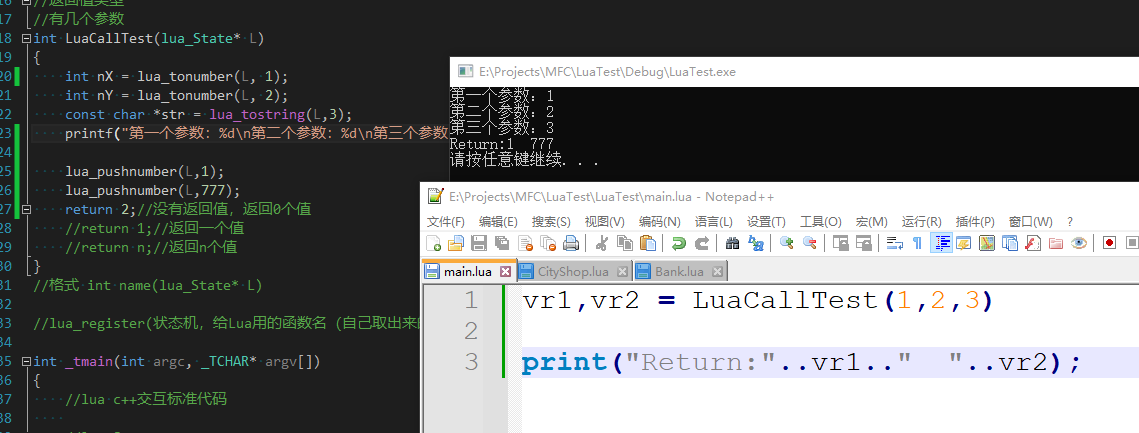 16 //返回值类型
17 //有几个参数
18 int LuaCallTest(lua_State* L)
19 {
20 int nX = lua_tonumber(L, 1);
21 int nY = lua_tonumber(L, 2);
22 const char *str = lua_tostring(L,3);
23 printf("第一个参数: %d\n第二个参数: %d\n第三个参数
24
25 lua_pushnumber(L,1);
26 lua_pushnumber(L,777);
27 return 2;//没有返回值，返回0个值
28 //return 1;//返回一个值
29 //return n;//返回n个值
30 }
31 //格式 int name(lua_State* L)
32
33 //lua_register(状态机，给Lua用的函数名（自己取出来
34
35 int _tmain(int argc, _TCHAR* argv[])
36 {
37 //lua c++交互标准代码
38
E:\Projects\MFC\LuaTest\Debug\LuaTest.exe
第一个参数: 1
第二个参数: 2
第三个参数: 3
Return:1  777
请按任意键继续. . .
E:\Projects\MFC\LuaTest\LuaTest\main.lua - Notepad++
文件(F) 编辑(E) 搜索(S) 视图(V) 编码(N) 语言(L) 设置(T) 工具(O) 宏(M) 运行(R) 插件(P) 窗口(W) ?
main.lua CityShop.lua Bank.lua
1 vr1,vr2 = LuaCallTest(1,2,3)
2
3 print("Return:"..vr1.."  "..vr2);